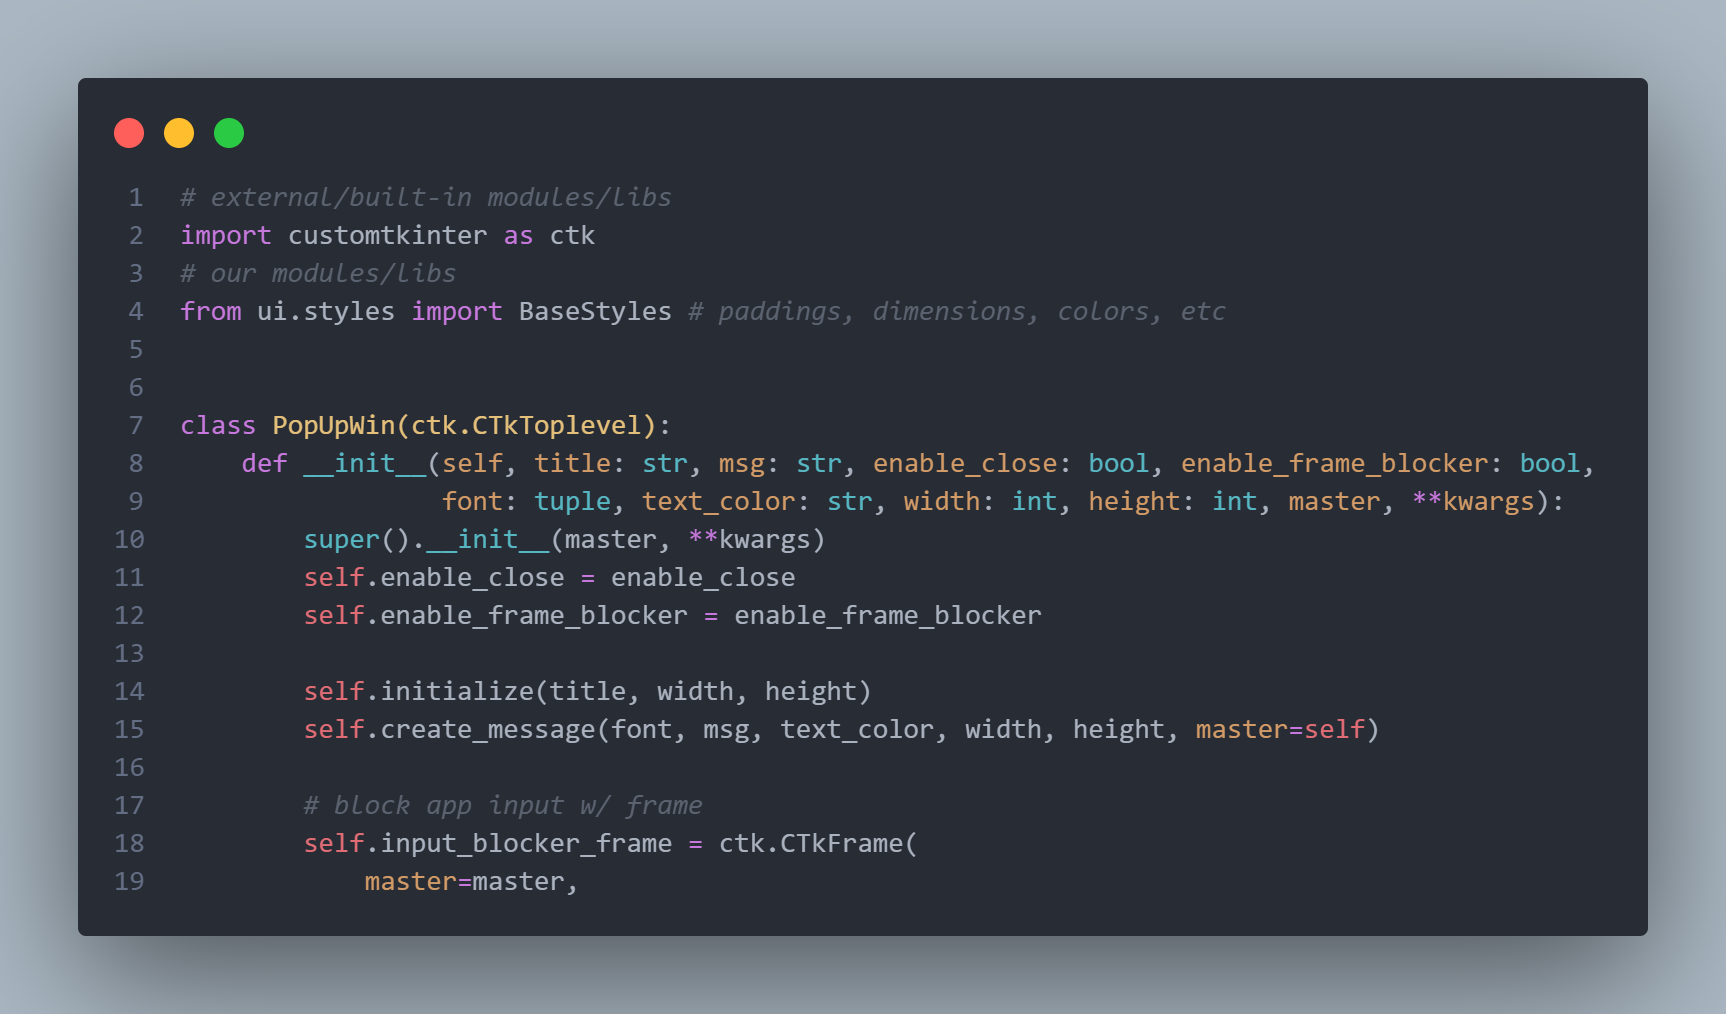 1 # external/built-in modules/libs
2 import customtkinter as ctk
3 # our modules/libs
4 from ui.styles import BaseStyles # paddings, dimensions, colors, etc
5
6
7 class PopUpWin(ctk.CTkToplevel):
8     def __init__(self, title: str, msg: str, enable_close: bool, enable_frame_blocker: bool,
9                  font: tuple, text_color: str, width: int, height: int, master, **kwargs):
10         super().__init__(master, **kwargs)
11         self.enable_close = enable_close
12         self.enable_frame_blocker = enable_frame_blocker
13
14         self.initialize(title, width, height)
15         self.create_message(font, msg, text_color, width, height, master=self)
16
17         # block app input w/ frame
18         self.input_blocker_frame = ctk.CTkFrame(
19             master=master,